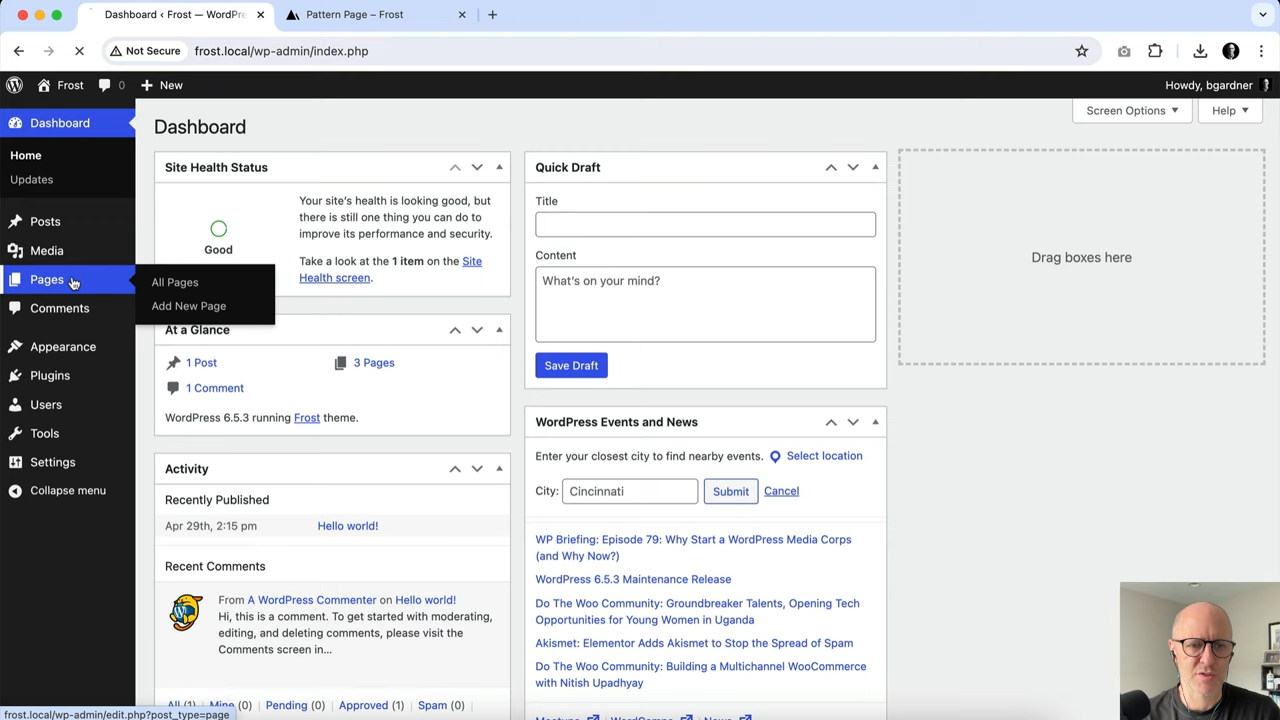 Dashboard ‹ Frost — WordPre
Pattern Page – Frost
Not Secure
frost.local/wp-admin/index.php
Frost
0
New
Howdy, bgardner
Dashboard
Home
Updates
Posts
Media
Pages
All Pages
Add New Page
Comments
Appearance
Plugins
Users
Tools
Settings
Collapse menu
Dashboard
Screen Options
Help
Site Health Status
Good
Your site's health is looking good, but
there is still one thing you can do to
improve its performance and security.
Take a look at the 1 item on the Site
Health screen.
At a Glance
1 Post
3 Pages
1 Comment
WordPress 6.5.3 running Frost theme.
Activity
Recently Published
Apr 29th, 2:15 pm
Hello world!
Recent Comments
From A WordPress Commenter on Hello world!
Hi, this is a comment. To get started with moderating,
editing, and deleting comments, please visit the
Comments screen in...
All (1)
Mine (0)
Pending (0)
Approved (1)
Spam (0)
Quick Draft
Title
Content
What's on your mind?
Save Draft
WordPress Events and News
Enter your closest city to find nearby events.
Select location
City:
Cincinnati
Submit
Cancel
WP Briefing: Episode 79: Why Start a WordPress Media Corps
(and Why Now?)
WordPress 6.5.3 Maintenance Release
Do The Woo Community: Groundbreaker Talents, Opening Tech
Opportunities for Young Women in Uganda
Akismet: Elementor Adds Akismet to Stop the Spread of Spam
Do The Woo Community: Building a Multichannel WooCommerce
with Nitish Upadhyay
Meetups
WordCamps
News
Drag boxes here
frost.local/wp-admin/edit.php?post_type=page